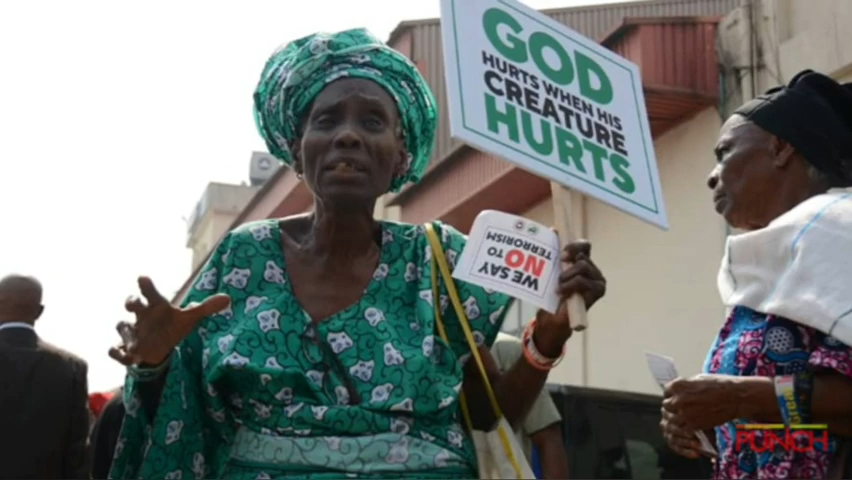 GOD
HURTS WHEN HIS
CREATURE
HURTS
WE SAY
NO TO
TERRORISM
PUNCH